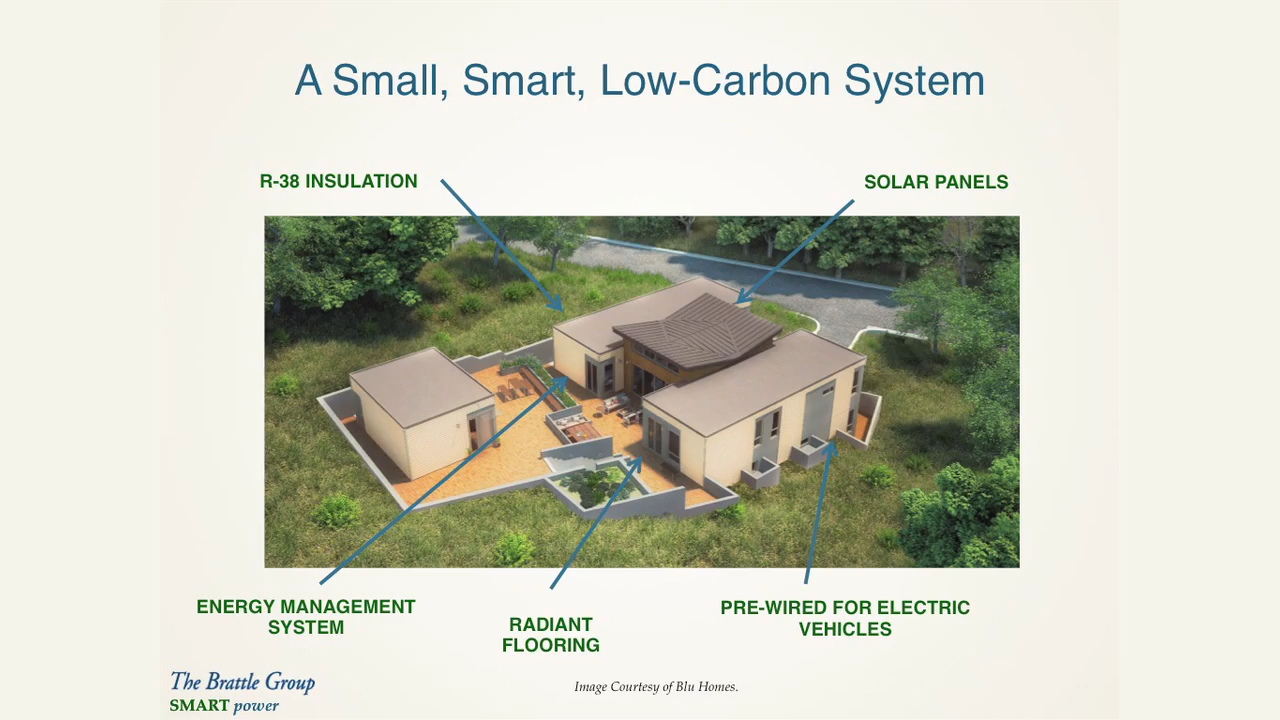 A Small, Smart, Low-Carbon System
R-38 INSULATION
SOLAR PANELS
ENERGY MANAGEMENT
SYSTEM
RADIANT
FLOORING
PRE-WIRED FOR ELECTRIC
VEHICLES
The Brattle Group
SMART power
Image Courtesy of Blu Homes.